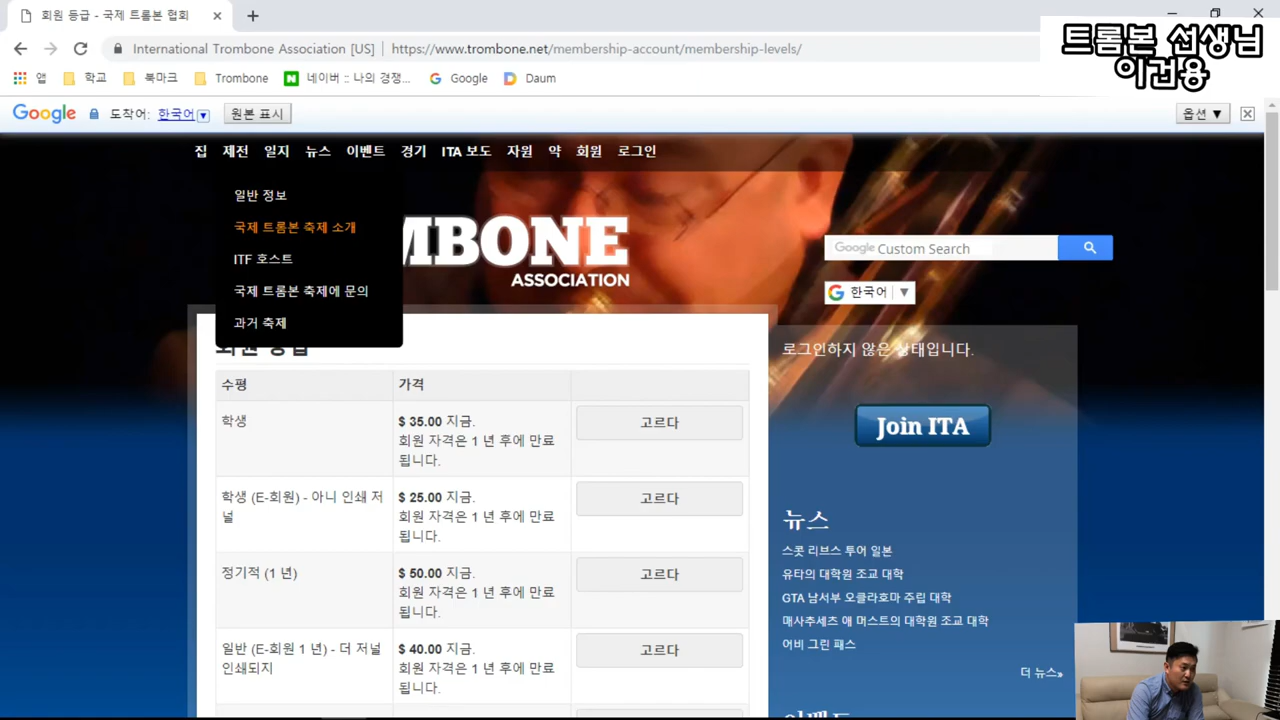 회원 등급 - 국제 트롬본 협회
International Trombone Association [US]
https://www.trombone.net/membership-account/membership-levels/
트롬본 선생님
이건용
앱 학교 북마크 Trombone 네이버 :: 나의 경쟁... Google Daum
Google 도착어: 한국어 원본 표시 옵션 ▼
집 제전 일지 뉴스 이벤트 경기 ITA 보도 자원 약 회원 로그인
일반 정보
국제 트롬본 축제 소개
ITF 호스트
국제 트롬본 축제에 문의
과거 축제
MBONE
ASSOCIATION
Google Custom Search
한국어 ▼
회원 등급
수평 가격
학생 $ 35.00 지금. 고르다
회원 자격은 1 년 후에 만료
됩니다.
학생 (E-회원) - 아니 인쇄 저 $ 25.00 지금. 고르다
널 회원 자격은 1 년 후에 만료
됩니다.
정기적 (1 년) $ 50.00 지금. 고르다
회원 자격은 1 년 후에 만료
됩니다.
일반 (E-회원 1 년) - 더 저널 $ 40.00 지금. 고르다
인쇄되지 회원 자격은 1 년 후에 만료
됩니다.
로그인하지 않은 상태입니다.
Join ITA
뉴스
스콧 리브스 투어 일본
유타의 대학원 조교 대학
GTA 남서부 오클라호마 주립 대학
매사추세츠 애 머스트의 대학원 조교 대학
어비 그린 패스
더 뉴스»
이벤트